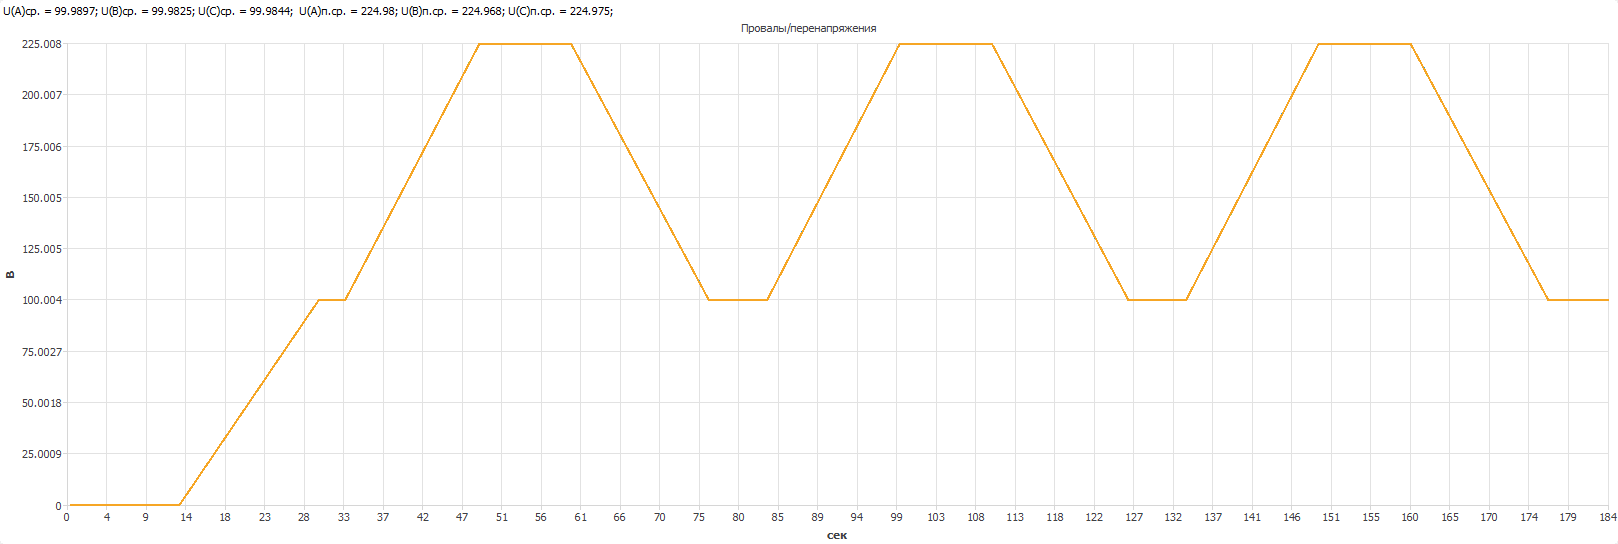 U(A)ср. = 99.9897; U(B)ср. = 99.9825; U(C)ср. = 99.9844;  U(A)п.ср. = 224.98; U(B)п.ср. = 224.968; U(C)п.ср. = 224.975;
Провалы/перенапряжения
225.008
200.007
175.006
150.005
125.005
100.004
75.0027
50.0018
25.0009
0
В
0 4 9 14 18 23 28 33 37 42 47 51 56 61 66 70 75 80 85 89 94 99 103 108 113 118 122 127 132 137 141 146 151 155 160 165 170 174 179 184
сек